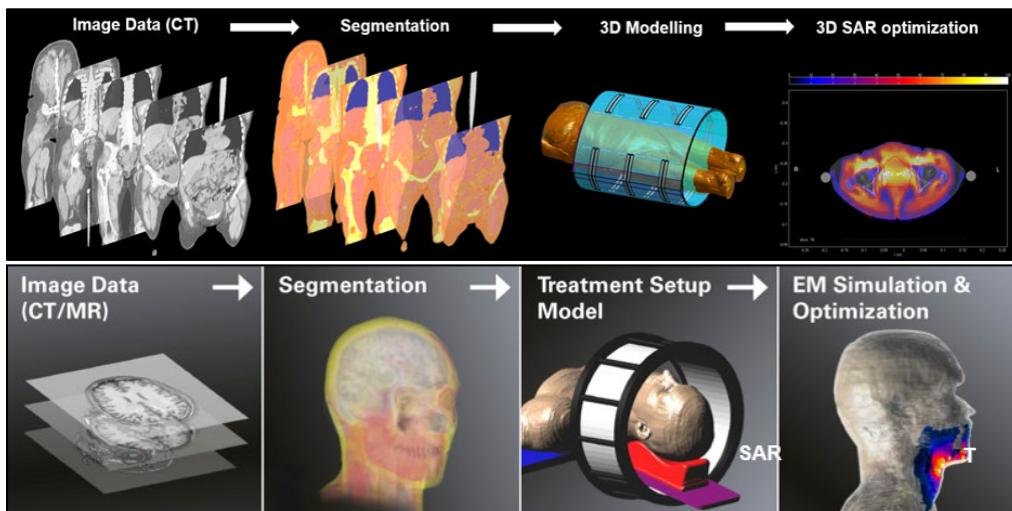 Image Data (CT)
Segmentation
3D Modelling
3D SAR optimization
R
L
Image Data
(CT/MR)
Segmentation
Treatment Setup
Model
EM Simulation &
Optimization
SAR
T